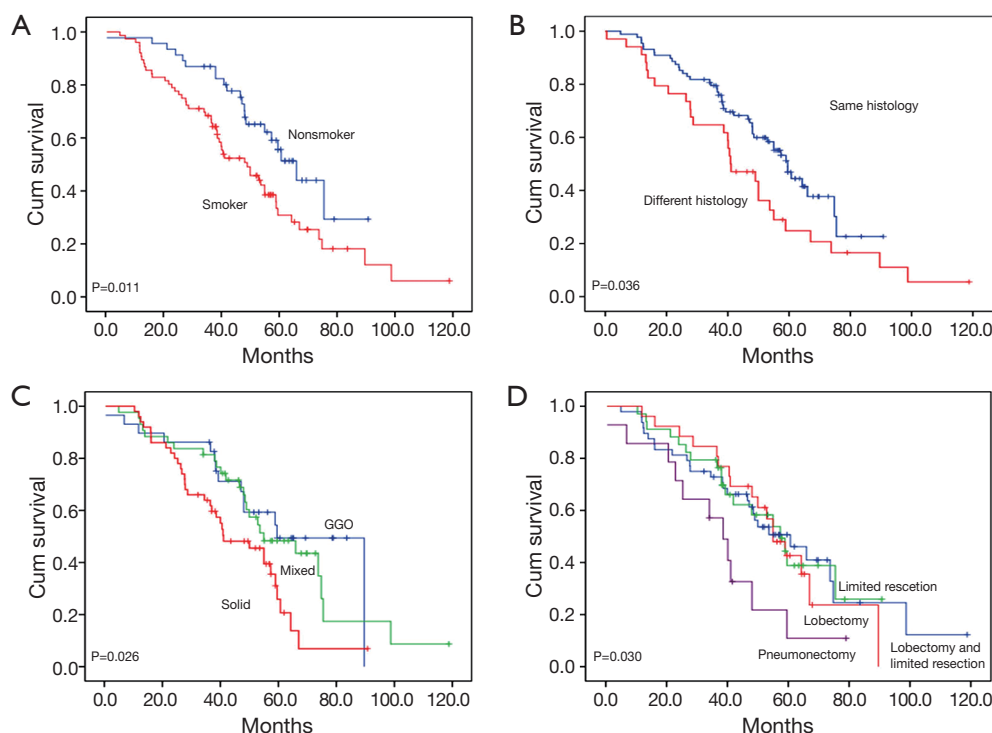 A
Cum survival
1.0
0.8
0.6
0.4
0.2
0.0
Nonsmoker
Smoker
P=0.011
0.0 20.0 40.0 60.0 80.0 100.0 120.0
Months
B
Cum survival
1.0
0.8
0.6
0.4
0.2
0.0
Same histology
Different histology
P=0.036
0.0 20.0 40.0 60.0 80.0 100.0 120.0
Months
C
Cum survival
1.0
0.8
0.6
0.4
0.2
0.0
GGO
Mixed
Solid
P=0.026
0.0 20.0 40.0 60.0 80.0 100.0 120.0
Months
D
Cum survival
1.0
0.8
0.6
0.4
0.2
0.0
Limited rescetion
Lobectomy
Pneumonectomy
Lobectomy and
limited resection
P=0.030
0.0 20.0 40.0 60.0 80.0 100.0 120.0
Months